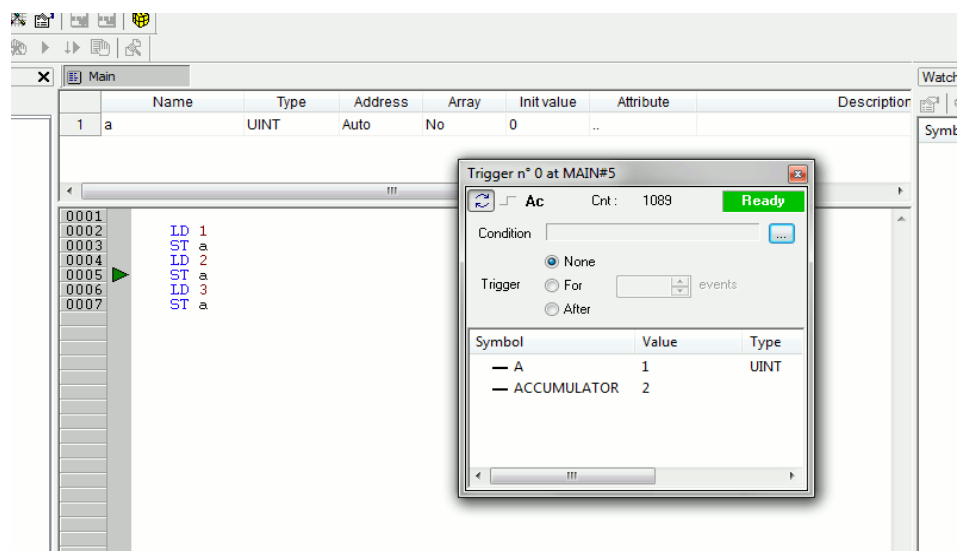 Main
Watch
Name Type Address Array Init value Attribute Description
1 a UINT Auto No 0 ..
Symb
Trigger n° 0 at MAIN#5
Ac Cnt: 1089 Ready
Condition ...
None
Trigger For events
After
Symbol Value Type
A 1 UINT
ACCUMULATOR 2
0001
0002 LD 1
0003 ST a
0004 LD 2
0005 ST a
0006 LD 3
0007 ST a